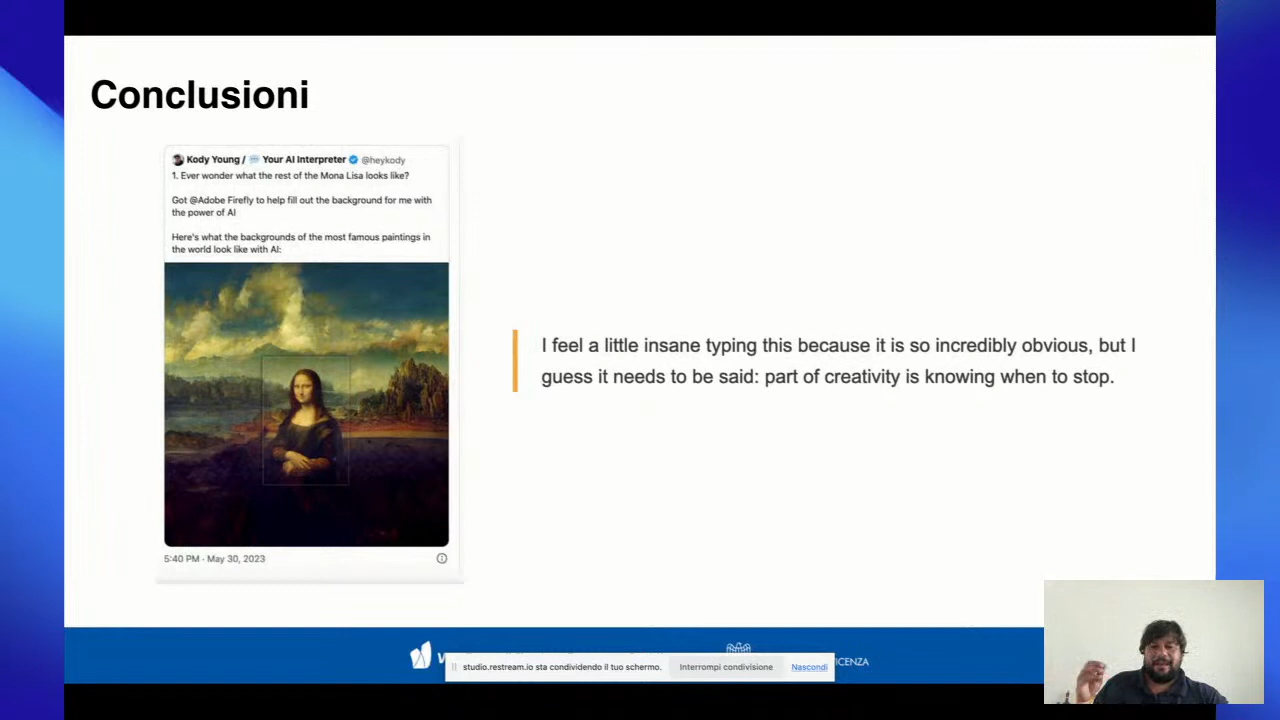 Conclusioni
Kody Young / Your AI Interpreter @heykody
1. Ever wonder what the rest of the Mona Lisa looks like?
Got @Adobe Firefly to help fill out the background for me with
the power of AI
Here's what the backgrounds of the most famous paintings in
the world look like with AI:
5:40 PM · May 30, 2023
I feel a little insane typing this because it is so incredibly obvious, but I
guess it needs to be said: part of creativity is knowing when to stop.
studio.restream.io sta condividendo il tuo schermo. Interrompi condivisione Nascondi